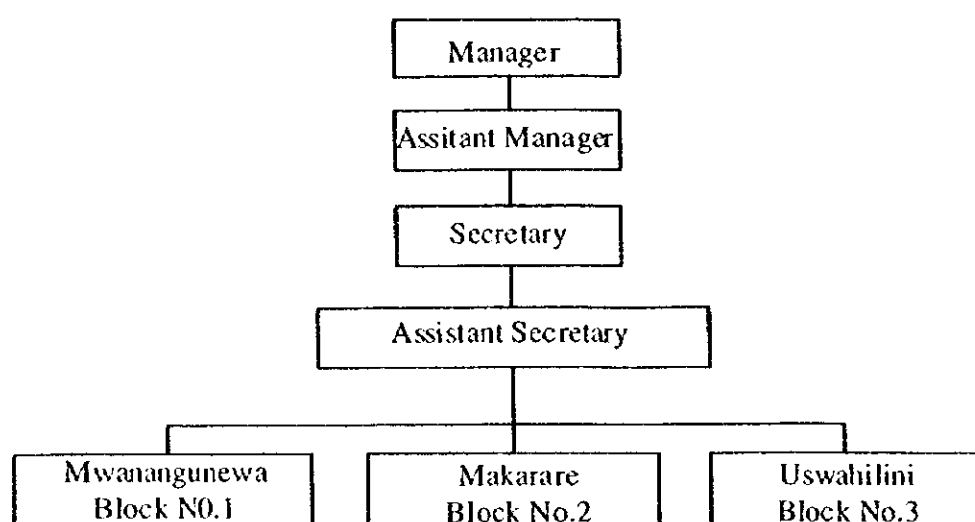 Manager
Assitant Manager
Secretary
Assistant Secretary
Mwanangunewa
Block N0.1
Makarare
Block No.2
Uswahilini
Block No.3